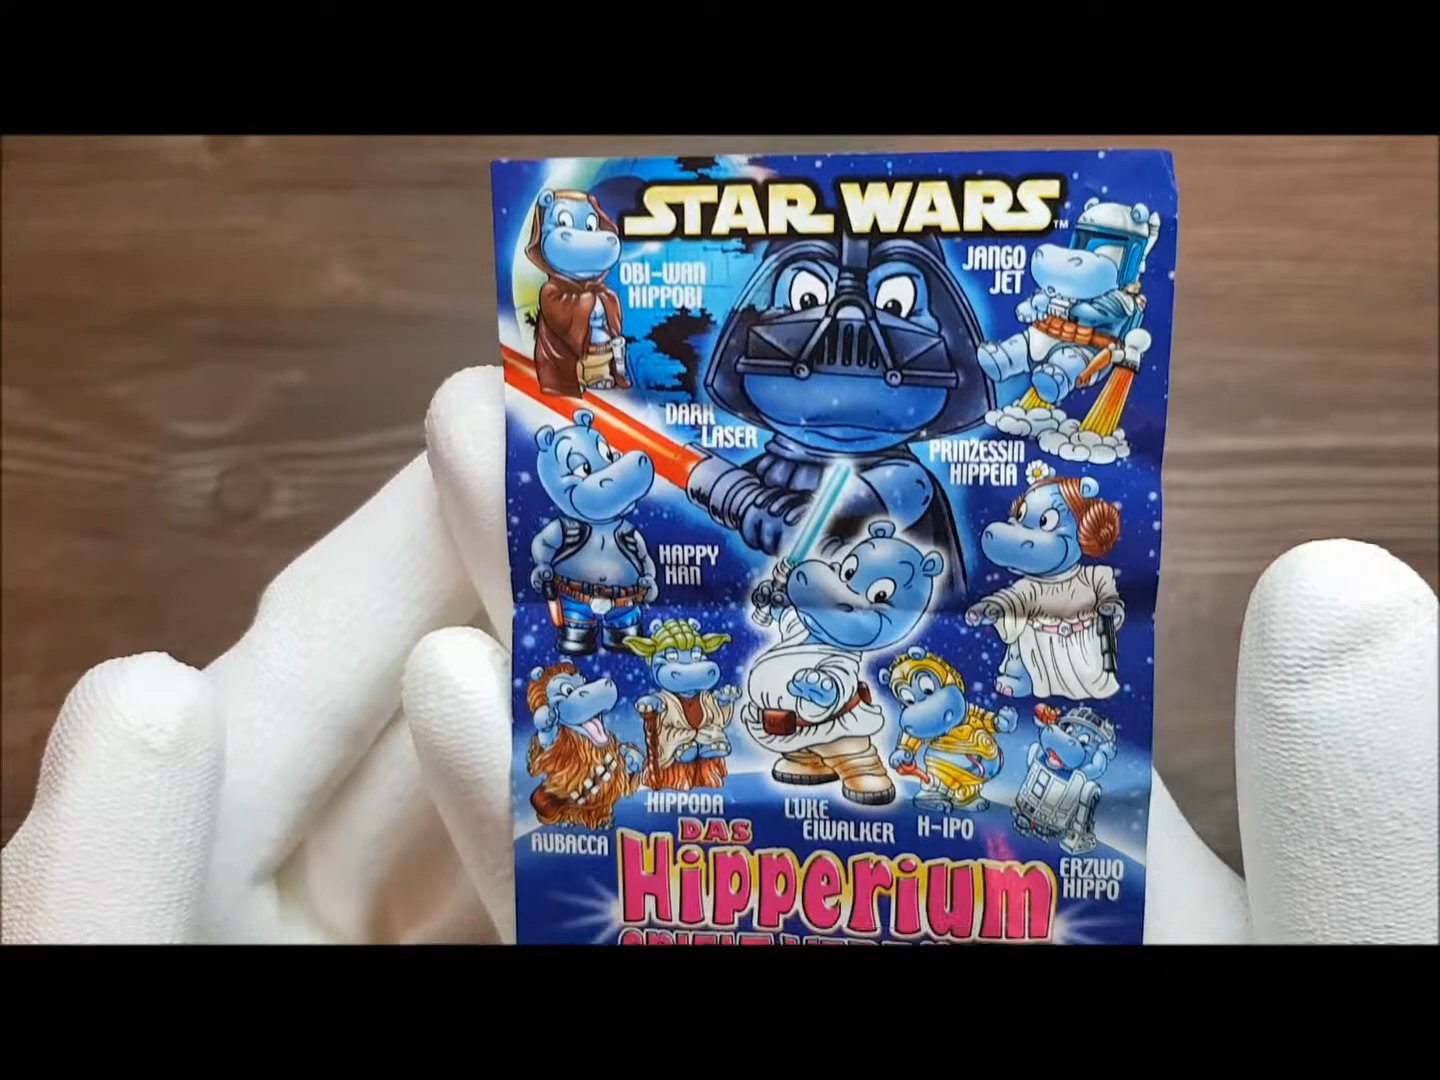 STAR WARS™
OBI-WAN
HIPPOBI
JANGO
JET
DARK
LASER
PRINZESSIN
HIPPEIA
HAPPY
HAN
HIPPODA
LUKE
EIWALKER
H-IPO
AUBACCA
ERZWO
HIPPO
DAS
Hipperium